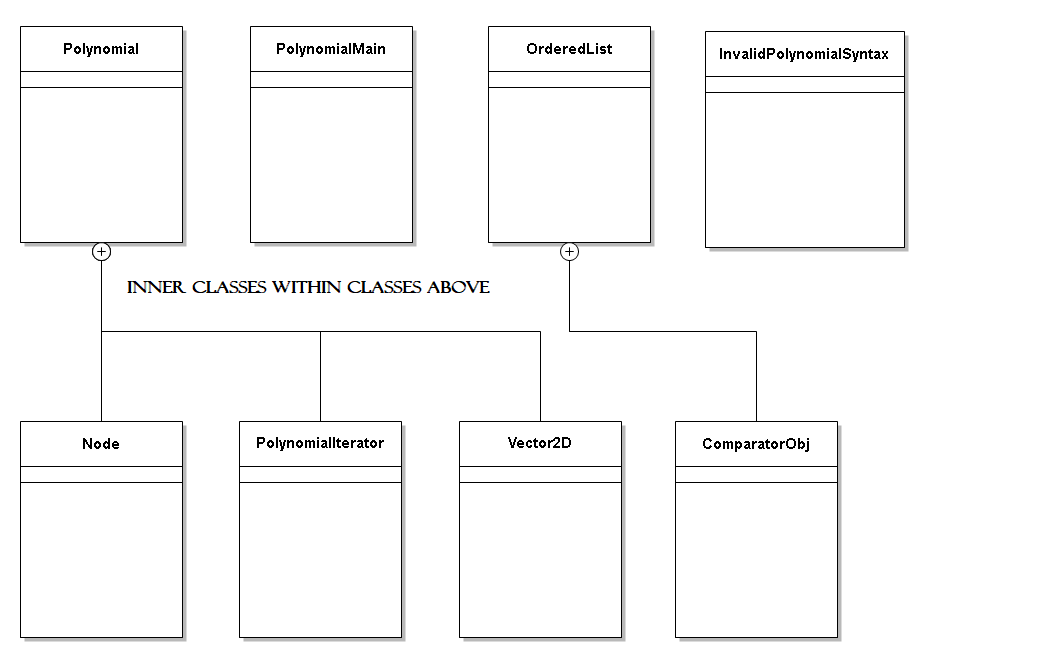 Polynomial
PolynomialMain
OrderedList
InvalidPolynomialSyntax
INNER CLASSES WITHIN CLASSES ABOVE
Node
PolynomialIterator
Vector2D
ComparatorObj